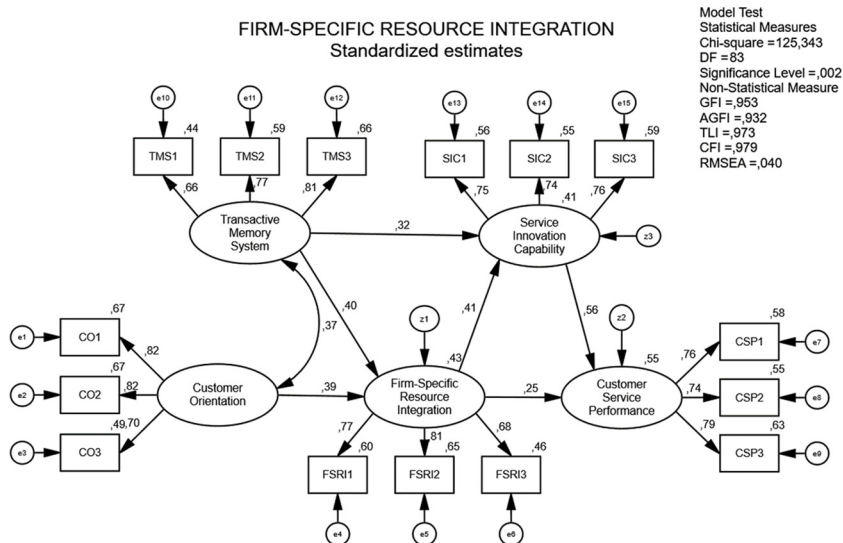 FIRM-SPECIFIC RESOURCE INTEGRATION
Standardized estimates
Model Test
Statistical Measures
Chi-square =125,343
DF =83
Significance Level =,002
Non-Statistical Measure
GFI =,953
AGFI =,932
TLI =,973
CFI =,979
RMSEA =,040
e10
e11
e12
e13
e14
e15
,44
,59
,66
,56
,55
,59
TMS1
TMS2
TMS3
SIC1
SIC2
SIC3
,66
,77
,81
,75
,74
,76
,41
Transactive
Memory
System
,32
Service
Innovation
Capability
z3
,40
,37
,41
,56
z1
z2
,67
e1
CO1
,82
,67
e2
CO2
,82
,49
,70
e3
CO3
Customer
Orientation
,39
,43
Firm-Specific
Resource
Integration
,25
,55
Customer
Service
Performance
,58
,76
CSP1
e7
,55
,74
CSP2
e8
,63
,79
CSP3
e9
,77
,81
,68
,60
,65
,46
FSRI1
FSRI2
FSRI3
e4
e5
e6